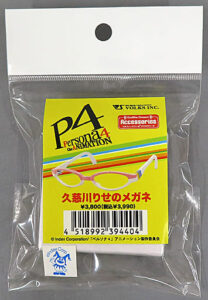 VOLKS INC.
Accessories
P4
Persona4
the ANIMATION
久慈川りせのメガネ
¥3,800(税込¥3,990)
4 518992 394404
© Index Corporation/「ペルソナ4」アニメーション製作委員会